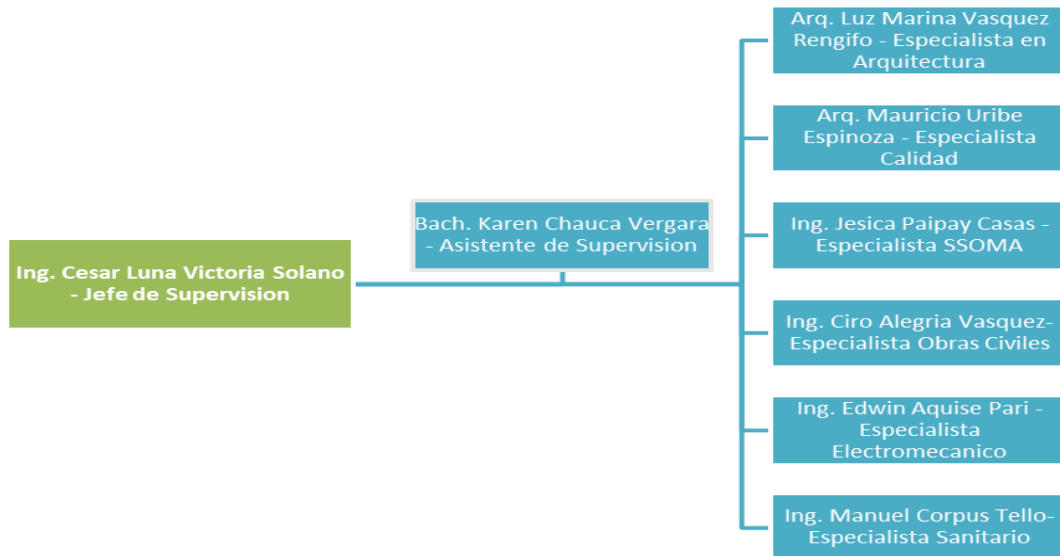 Arq. Luz Marina Vasquez
Rengifo - Especialista en
Arquitectura
Arq. Mauricio Uribe
Espinoza - Especialista
Calidad
Bach. Karen Chauca Vergara
- Asistente de Supervision
Ing. Jesica Paipay Casas -
Especialista SSOMA
Ing. Cesar Luna Victoria Solano
- Jefe de Supervision
Ing. Ciro Alegria Vasquez-
Especialista Obras Civiles
Ing. Edwin Aquise Pari -
Especialista
Electromecanico
Ing. Manuel Corpus Tello-
Especialista Sanitario